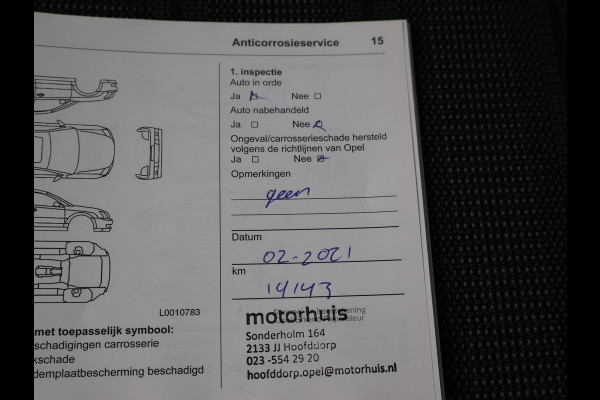 Anticorrosieservice 15
1. inspectie
Auto in orde
Ja Nee
Auto nabehandeld
Ja Nee
Ongeval/carrosserieschade hersteld
volgens de richtlijnen van Opel
Ja Nee
Opmerkingen
geen
Datum
02-2021
km
14143
L0010783
met toepasselijk symbool:
schadigingen carrosserie
kschade
demplaatbescherming beschadigd
motorhuis
Sonderholm 164
2133 JJ Hoofddorp
023 -554 29 20
hoofddorp.opel@motorhuis.nl